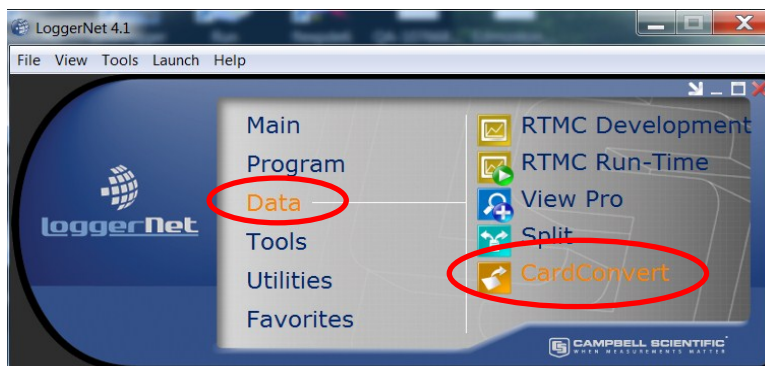 LoggerNet 4.1
File View Tools Launch Help
Main
Program
Data
Tools
Utilities
Favorites
RTMC Development
RTMC Run-Time
View Pro
Split
CardConvert
LoggerNet
CAMPBELL SCIENTIFIC
WHEN MEASUREMENTS MATTER